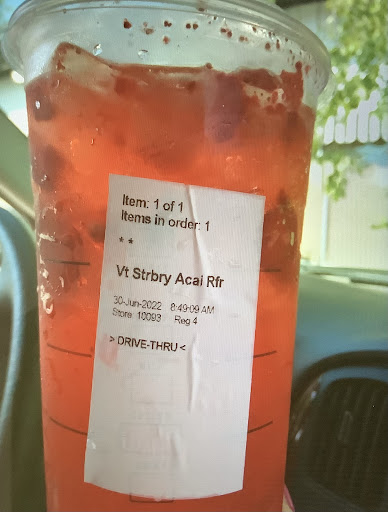 Item: 1 of 1
Items in order: 1
* *
Vt Strbry Acai Rfr
30-Jun-2022 8:49:09 AM
Store: 10093 Reg 4
> DRIVE-THRU <